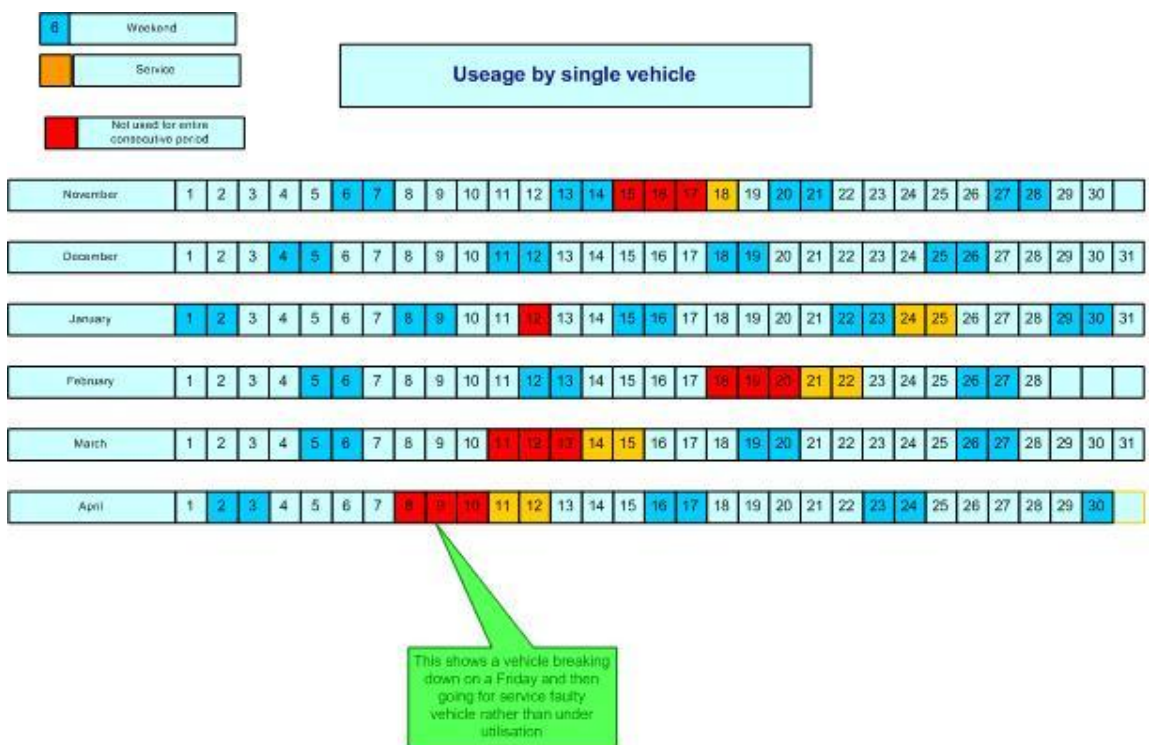 6 Weekend
Service
Useage by single vehicle
Not used for entire
consecutive period
November 1 2 3 4 5 6 7 8 9 10 11 12 13 14 15 16 17 18 19 20 21 22 23 24 25 26 27 28 29 30
December 1 2 3 4 5 6 7 8 9 10 11 12 13 14 15 16 17 18 19 20 21 22 23 24 25 26 27 28 29 30 31
January 1 2 3 4 5 6 7 8 9 10 11 12 13 14 15 16 17 18 19 20 21 22 23 24 25 26 27 28 29 30 31
February 1 2 3 4 5 6 7 8 9 10 11 12 13 14 15 16 17 18 19 20 21 22 23 24 25 26 27 28
March 1 2 3 4 5 6 7 8 9 10 11 12 13 14 15 16 17 18 19 20 21 22 23 24 25 26 27 28 29 30 31
April 1 2 3 4 5 6 7 8 9 10 11 12 13 14 15 16 17 18 19 20 21 22 23 24 25 26 27 28 29 30
This shows a vehicle breaking
down on a Friday and then
going for service faulty
vehicle rather than under
utilisation